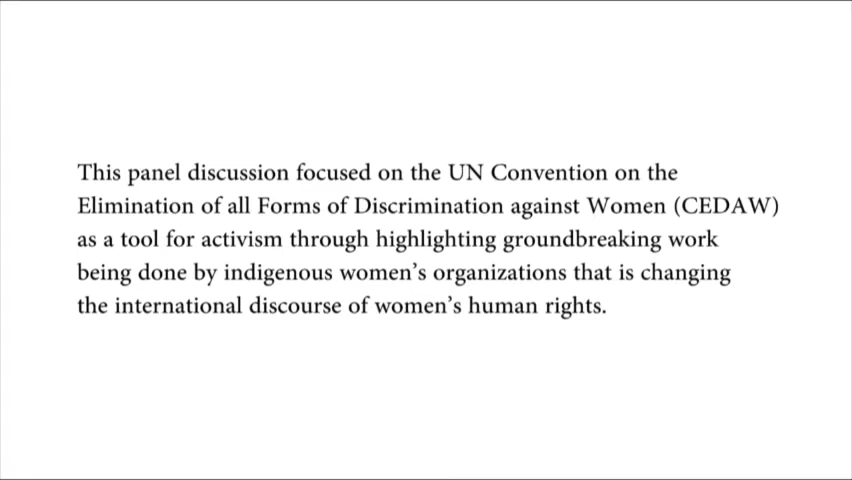 This panel discussion focused on the UN Convention on the
Elimination of all Forms of Discrimination against Women (CEDAW)
as a tool for activism through highlighting groundbreaking work
being done by indigenous women’s organizations that is changing
the international discourse of women’s human rights.